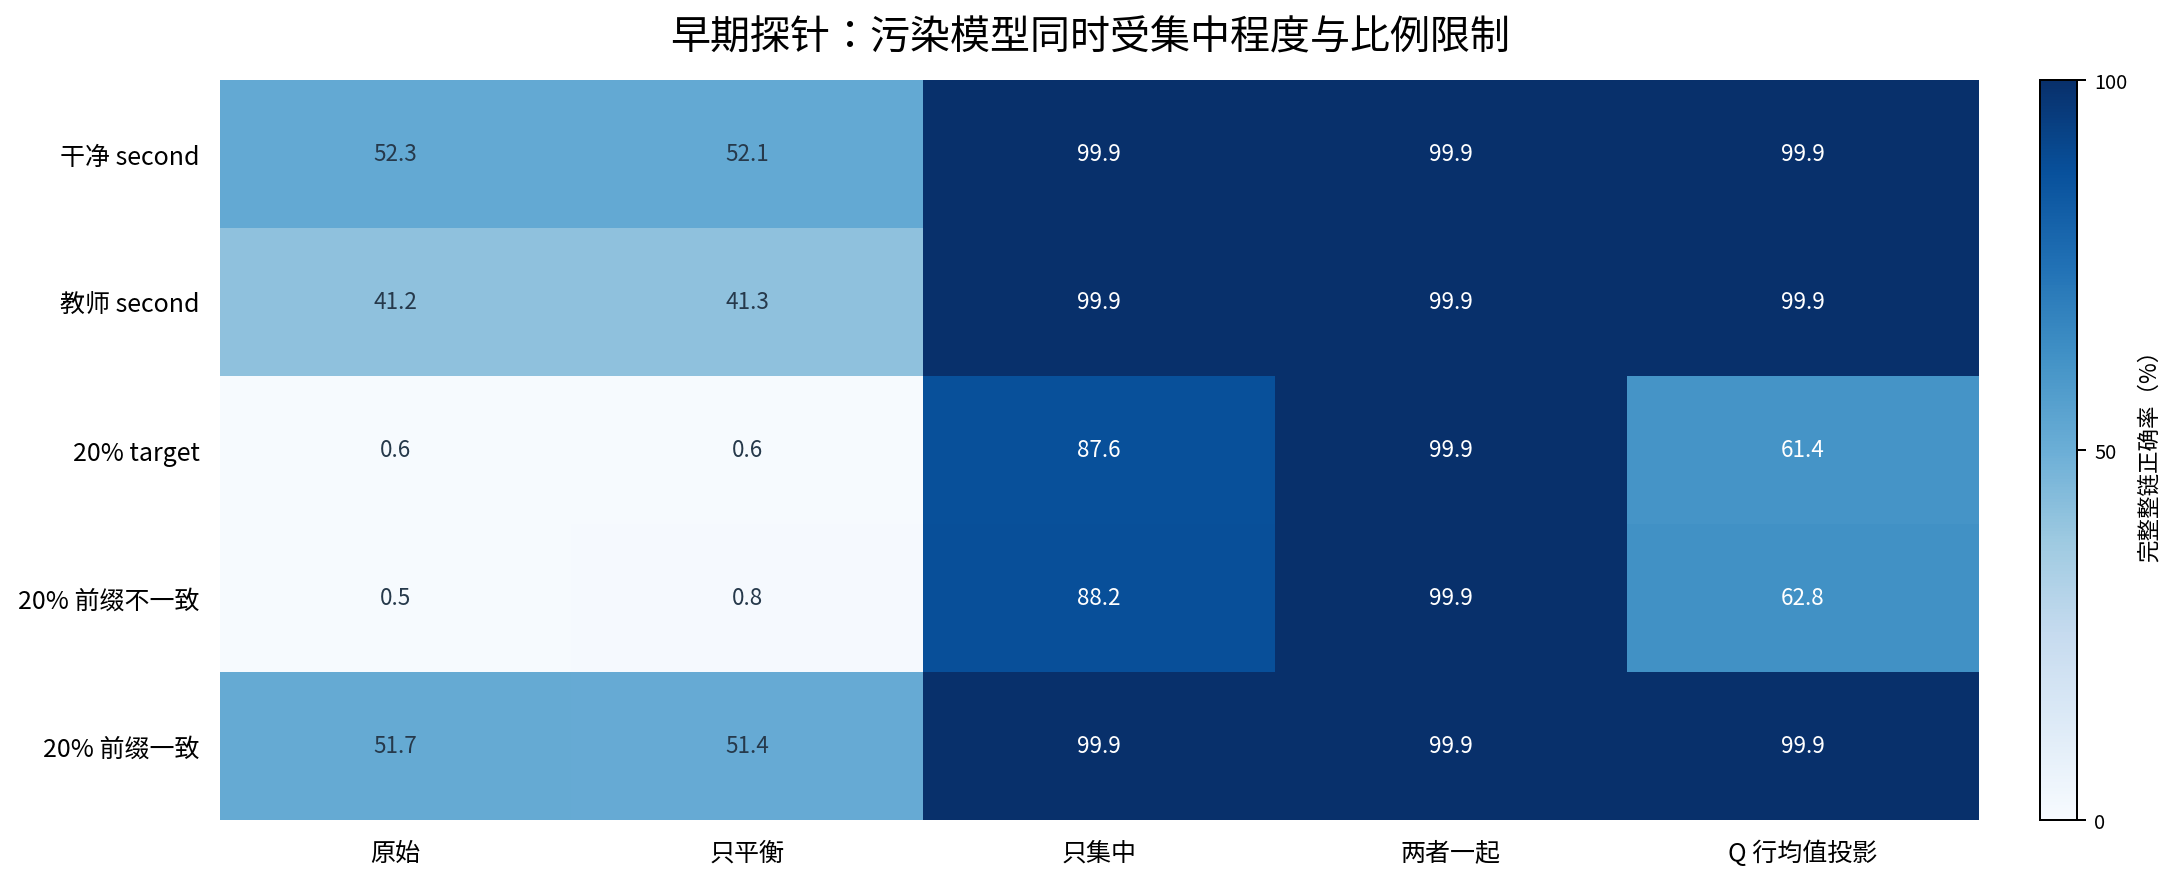 早期探针：污染模型同时受集中程度与比例限制
干净 second 52.3 52.1 99.9 99.9 99.9
教师 second 41.2 41.3 99.9 99.9 99.9
20% target 0.6 0.6 87.6 99.9 61.4
20% 前缀不一致 0.5 0.8 88.2 99.9 62.8
20% 前缀一致 51.7 51.4 99.9 99.9 99.9
原始 只平衡 只集中 两者一起 Q 行均值投影
100
50
0
完整整链正确率（%）